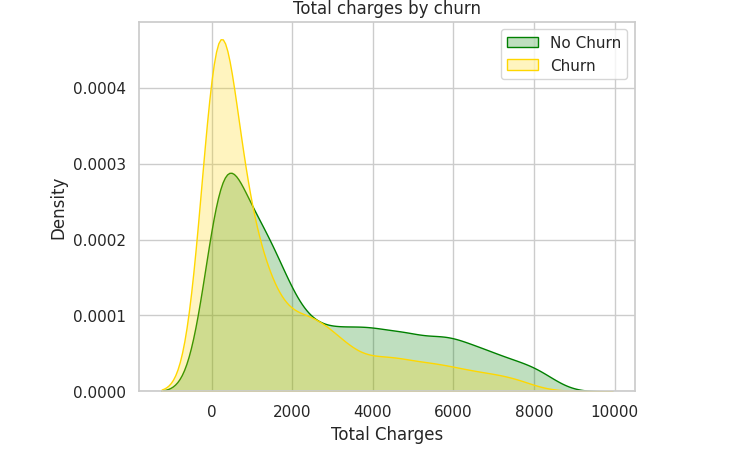 Total charges by churn
No Churn
Churn
0.0004
0.0003
0.0002
0.0001
0.0000
Density
0 2000 4000 6000 8000 10000
Total Charges